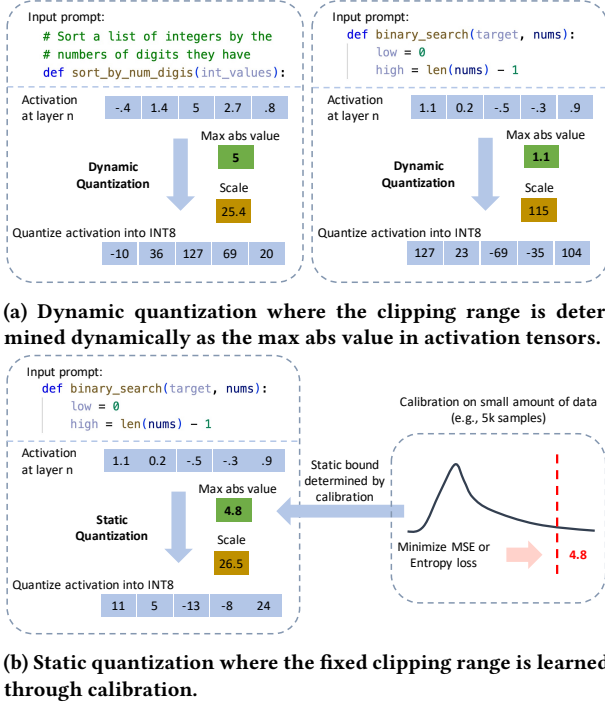 Input prompt:
# Sort a list of integers by the
# numbers of digits they have
def sort_by_num_digis(int_values):
Activation
at layer n
-.4 1.4 5 2.7 .8
Max abs value
5
Dynamic
Quantization
Scale
25.4
Quantize activation into INT8
-10 36 127 69 20
Input prompt:
def binary_search(target, nums):
low = 0
high = len(nums) - 1
Activation
at layer n
1.1 0.2 -.5 -.3 .9
Max abs value
1.1
Dynamic
Quantization
Scale
115
Quantize activation into INT8
127 23 -69 -35 104
(a) Dynamic quantization where the clipping range is deter
mined dynamically as the max abs value in activation tensors.
Input prompt:
def binary_search(target, nums):
low = 0
high = len(nums) - 1
Activation
at layer n
1.1 0.2 -.5 -.3 .9
Max abs value
4.8
Static
Quantization
Scale
26.5
Quantize activation into INT8
11 5 -13 -8 24
Static bound
determined by
calibration
Calibration on small amount of data
(e.g., 5k samples)
Minimize MSE or
Entropy loss
4.8
(b) Static quantization where the fixed clipping range is learned
through calibration.